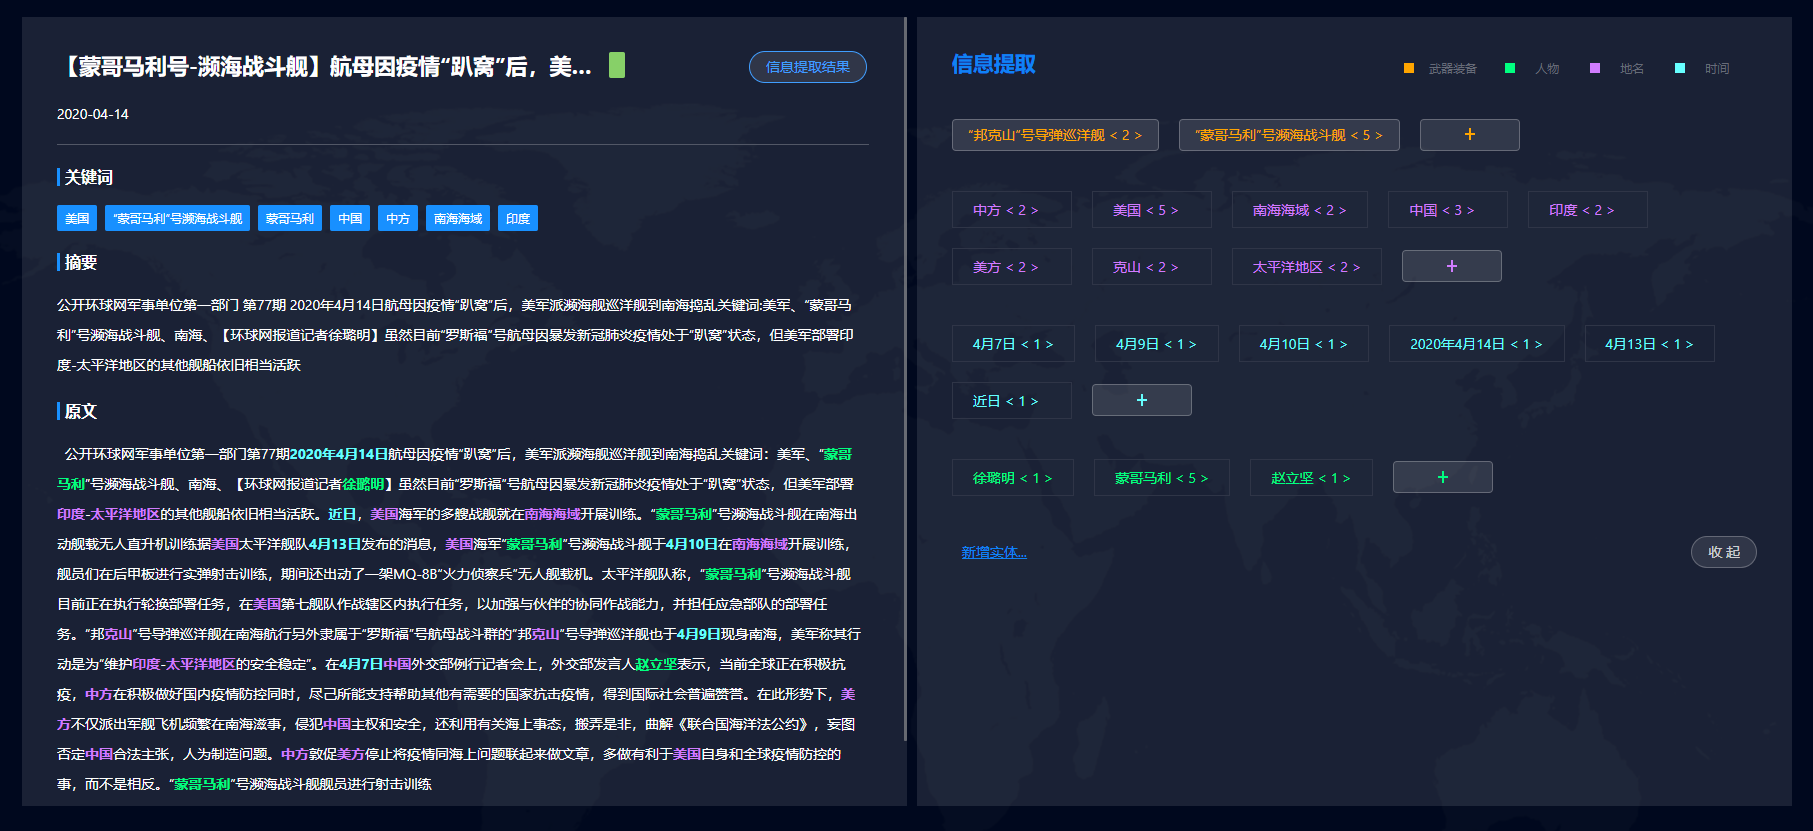 【蒙哥马利号-濒海战斗舰】航母因疫情“趴窝”后，美...
信息提取结果
2020-04-14
关键词
美国 “蒙哥马利”号濒海战斗舰 蒙哥马利 中国 中方 南海海域 印度
摘要
公开环球网军事单位第一部门 第77期 2020年4月14日航母因疫情“趴窝”后，美军派濒海舰巡洋舰到南海捣乱关键词:美军、“蒙哥马
利”号濒海战斗舰、南海、【环球网报道记者徐璐明】虽然目前“罗斯福”号航母因暴发新冠肺炎疫情处于“趴窝”状态，但美军部署印
度-太平洋地区的其他舰船依旧相当活跃
原文
公开环球网军事单位第一部门第77期2020年4月14日航母因疫情“趴窝”后，美军派濒海舰巡洋舰到南海捣乱关键词：美军、“蒙哥
马利”号濒海战斗舰、南海、【环球网报道记者徐璐明】虽然目前“罗斯福”号航母因暴发新冠肺炎疫情处于“趴窝”状态，但美军部署
印度-太平洋地区的其他舰船依旧相当活跃。近日，美国海军的多艘战舰就在南海海域开展训练。“蒙哥马利”号濒海战斗舰在南海出
动舰载无人直升机训练据美国太平洋舰队4月13日发布的消息，美国海军“蒙哥马利”号濒海战斗舰于4月10日在南海海域开展训练，
舰员们在后甲板进行实弹射击训练，期间还出动了一架MQ-8B“火力侦察兵”无人舰载机。太平洋舰队称，“蒙哥马利”号濒海战斗舰
目前正在执行轮换部署任务，在美国第七舰队作战辖区内执行任务，以加强与伙伴的协同作战能力，并担任应急部队的部署任
务。“邦克山”号导弹巡洋舰在南海航行另外隶属于“罗斯福”号航母战斗群的“邦克山”号导弹巡洋舰也于4月9日现身南海，美军称其行
动是为“维护印度-太平洋地区的安全稳定”。在4月7日中国外交部例行记者会上，外交部发言人赵立坚表示，当前全球正在积极抗
疫，中方在积极做好国内疫情防控同时，尽己所能支持帮助其他有需要的国家抗击疫情，得到国际社会普遍赞誉。在此形势下，美
方不仅派出军舰飞机频繁在南海滋事，侵犯中国主权和安全，还利用有关海上事态，搬弄是非，曲解《联合国海洋法公约》，妄图
否定中国合法主张，人为制造问题。中方敦促美方停止将疫情同海上问题联起来做文章，多做有利于美国自身和全球疫情防控的
事，而不是相反。“蒙哥马利”号濒海战斗舰舰员进行射击训练
信息提取
武器装备 人物 地名 时间
“邦克山”号导弹巡洋舰 < 2 > “蒙哥马利”号濒海战斗舰 < 5 > +
中方 < 2 > 美国 < 5 > 南海海域 < 2 > 中国 < 3 > 印度 < 2 >
美方 < 2 > 克山 < 2 > 太平洋地区 < 2 > +
4月7日 < 1 > 4月9日 < 1 > 4月10日 < 1 > 2020年4月14日 < 1 > 4月13日 < 1 >
近日 < 1 > +
徐璐明 < 1 > 蒙哥马利 < 5 > 赵立坚 < 1 > +
新增实体...
收 起